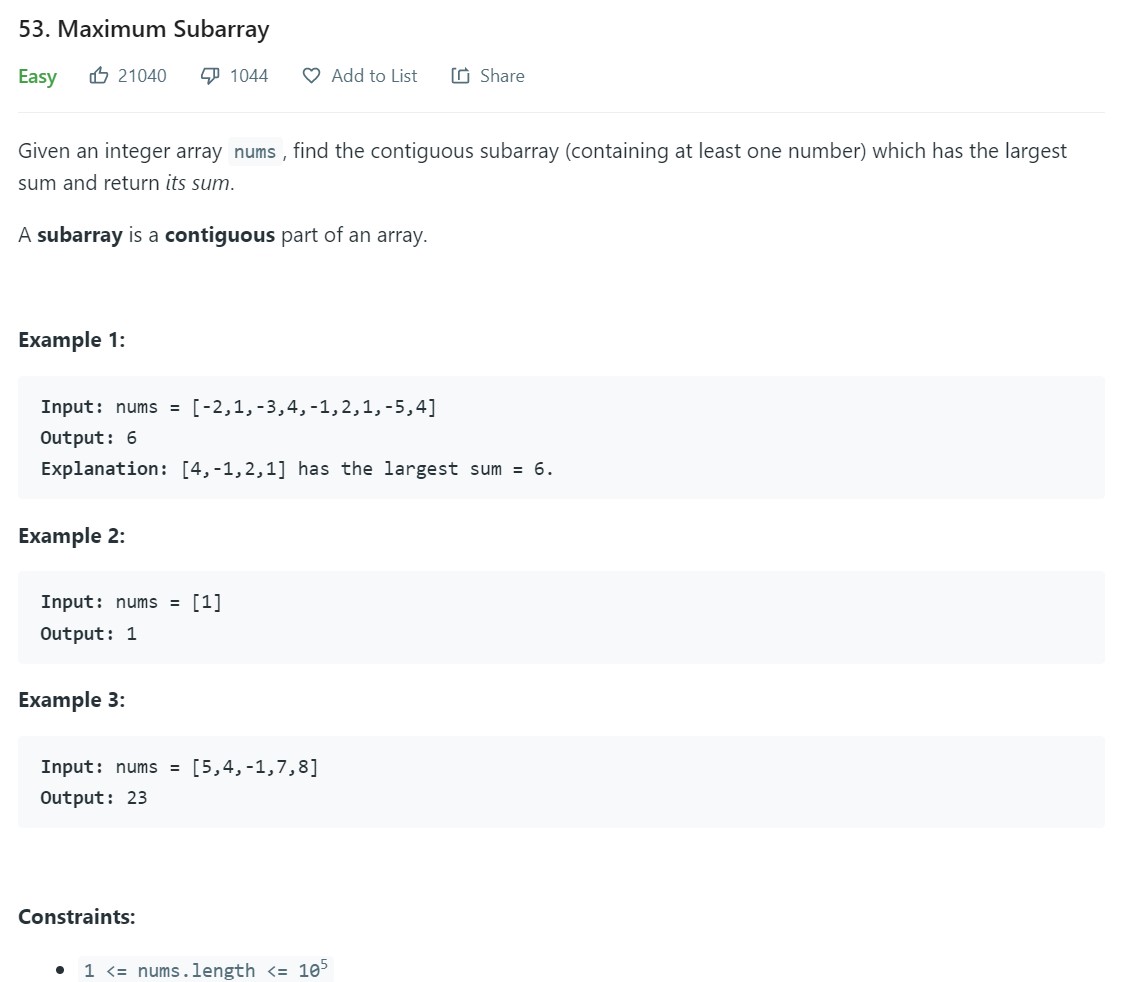 53. Maximum Subarray
Easy 21040 1044 Add to List Share
Given an integer array nums , find the contiguous subarray (containing at least one number) which has the largest
sum and return its sum.
A subarray is a contiguous part of an array.
Example 1:
Input: nums = [-2,1,-3,4,-1,2,1,-5,4]
Output: 6
Explanation: [4,-1,2,1] has the largest sum = 6.
Example 2:
Input: nums = [1]
Output: 1
Example 3:
Input: nums = [5,4,-1,7,8]
Output: 23
Constraints:
• 1 <= nums.length <= 10⁵